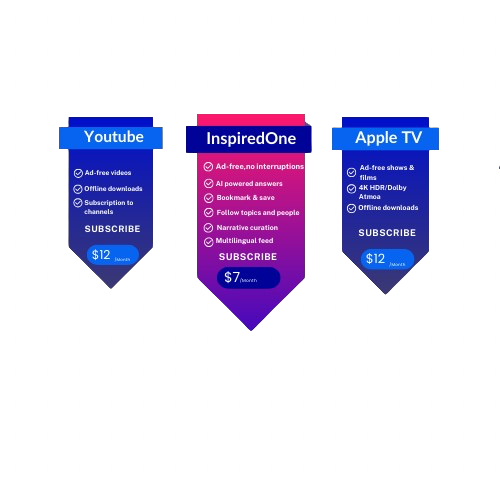 Youtube
Ad-free videos
Offline downloads
Subscription to
channels
SUBSCRIBE
$12 /Month
InspiredOne
Ad-free,no interruptions
AI powered answers
Bookmark & save
Follow topics and people
Narrative curation
Multilingual feed
SUBSCRIBE
$7/Month
Apple TV
Ad-free shows &
films
4K HDR/Dolby
Atmoa
Offline downloads
SUBSCRIBE
$12 /Month